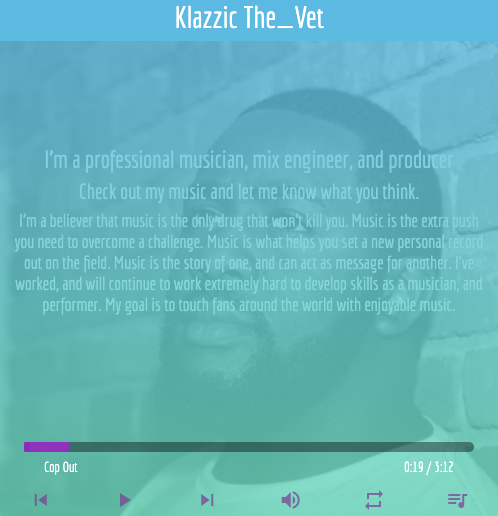 Klazzic The_Vet
I'm a professional musician, mix engineer, and producer
Check out my music and let me know what you think.
I'm a believer that music is the only drug that won't kill you. Music is the extra push
you need to overcome a challenge. Music is what helps you set a new personal record
out on the field. Music is the story of one, and can act as message for another. I've
worked, and will continue to work extremely hard to develop skills as a musician, and
performer. My goal is to touch fans around the world with enjoyable music.
Cop Out 0:19 / 3:12